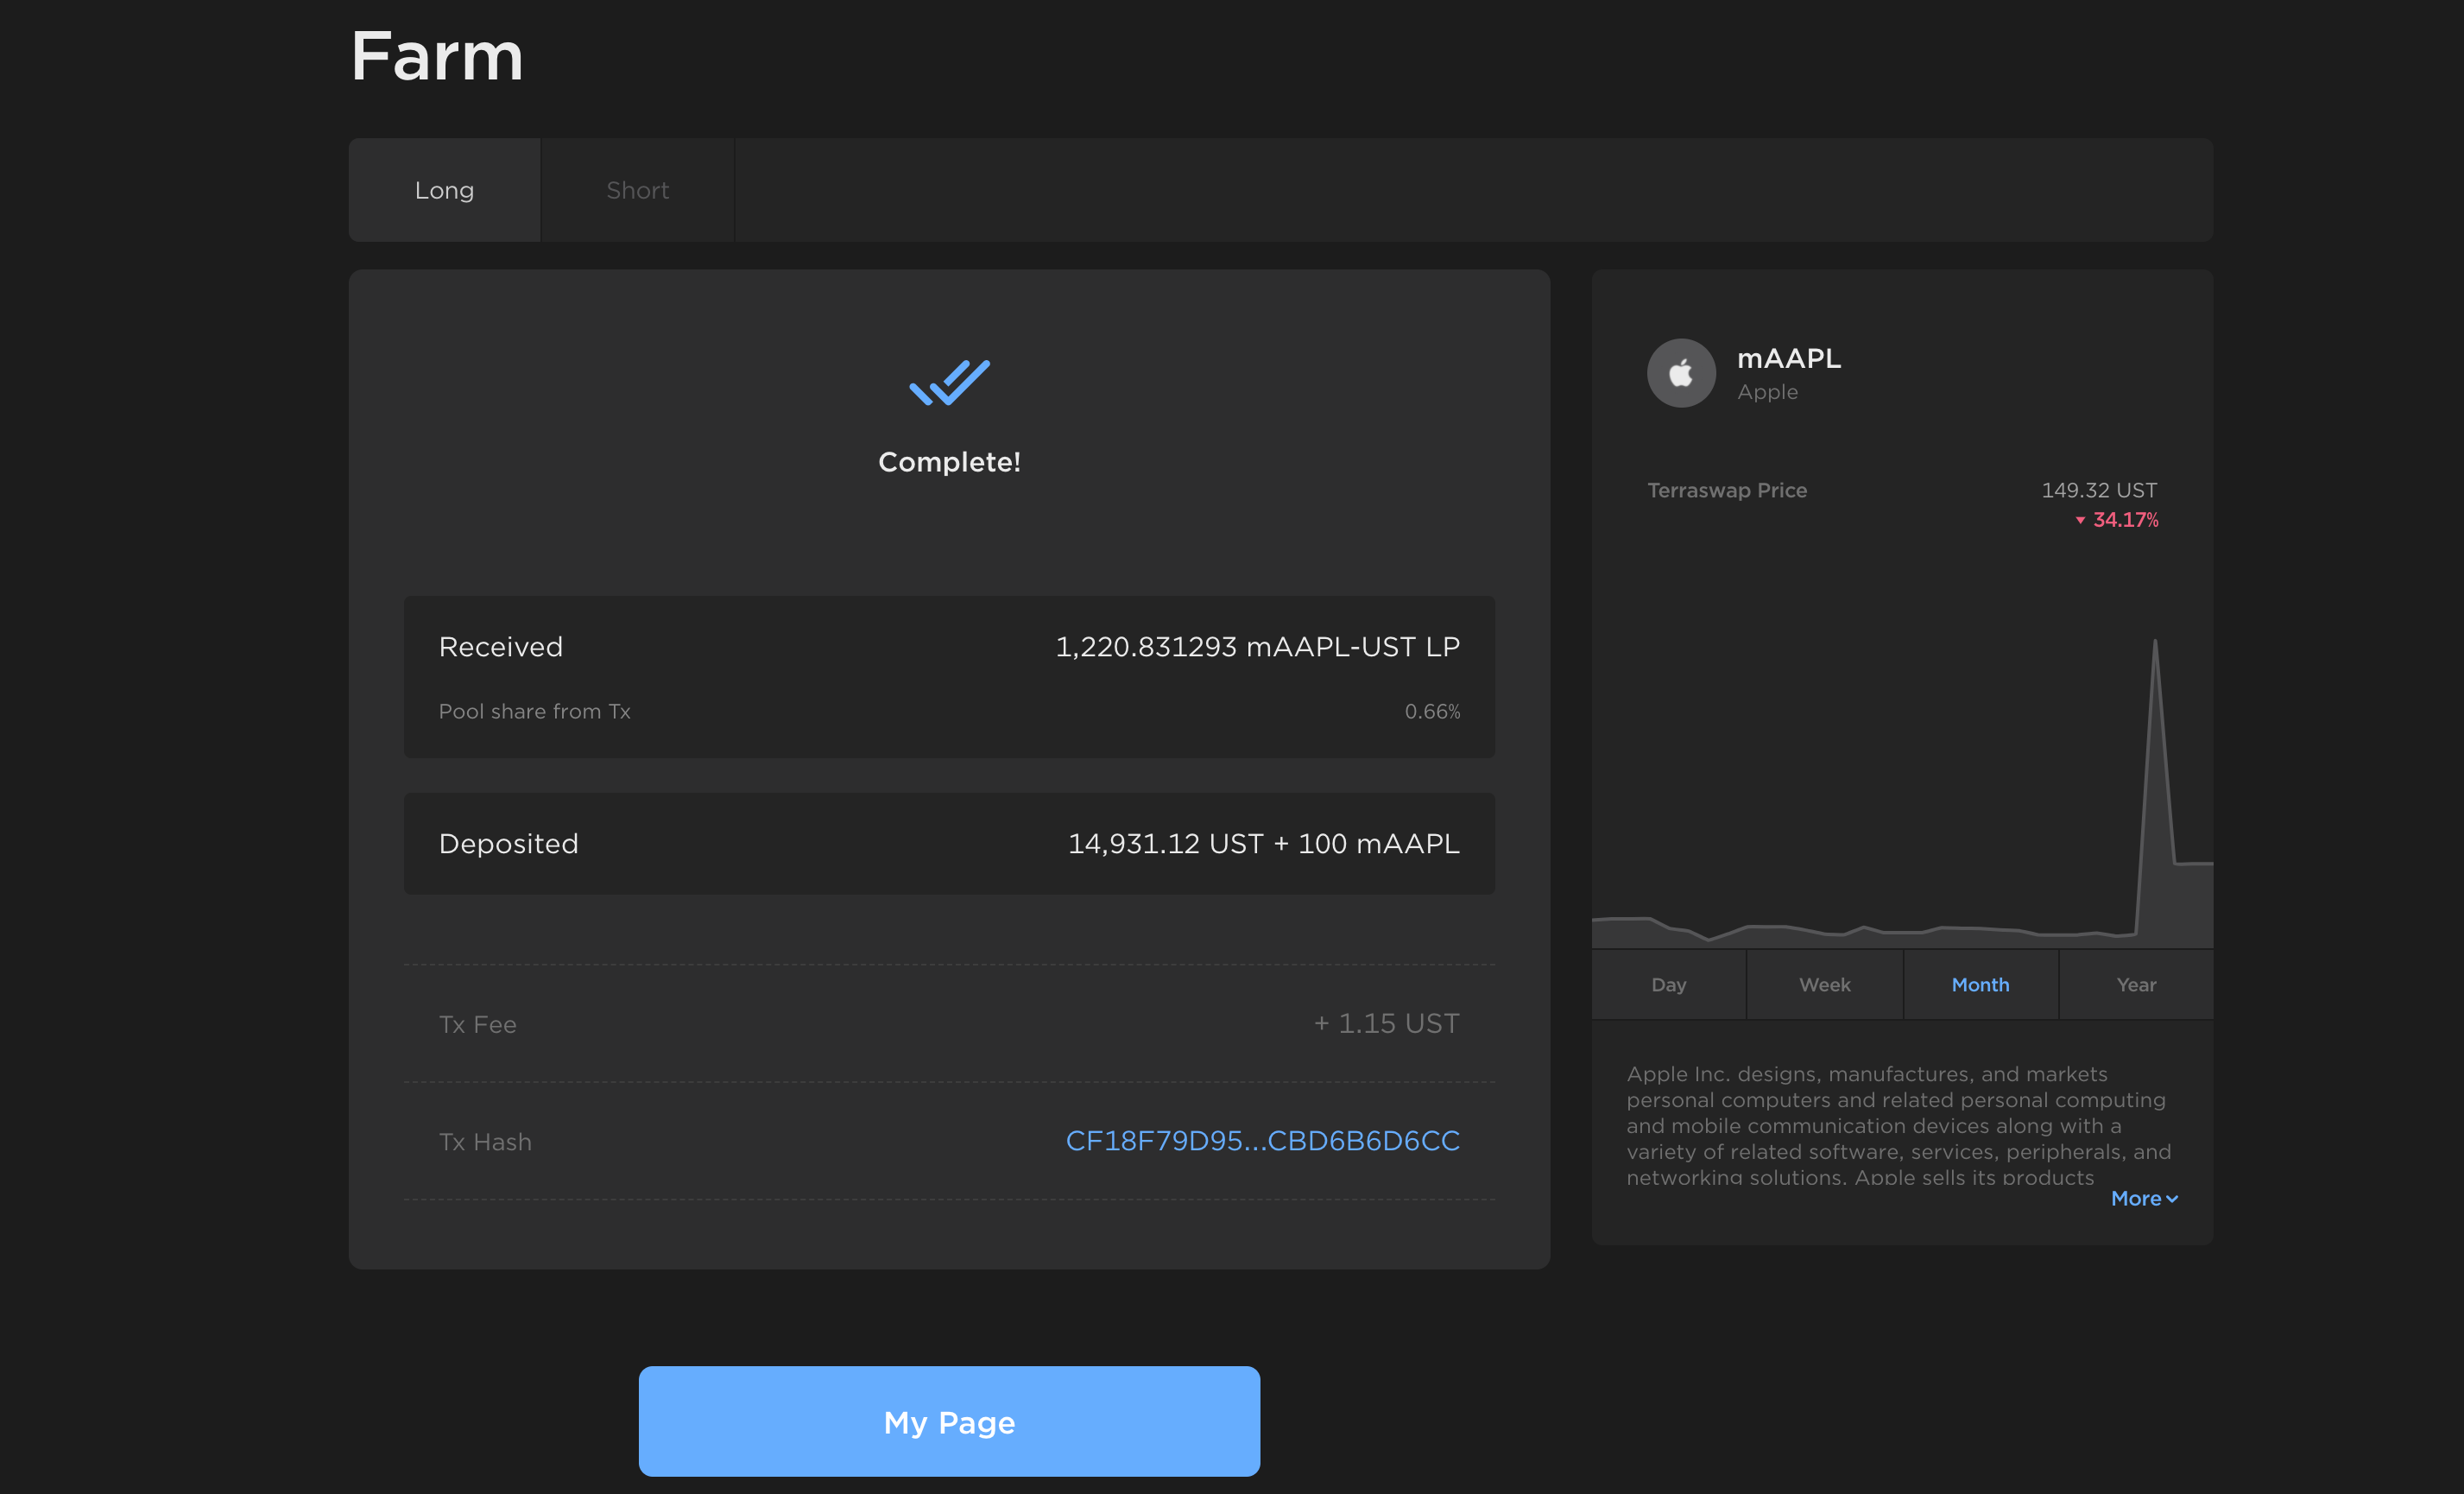 Farm
Long
Short
Complete!
Received 1,220.831293 mAAPL-UST LP
Pool share from Tx 0.66%
Deposited 14,931.12 UST + 100 mAAPL
Tx Fee + 1.15 UST
Tx Hash CF18F79D95...CBD6B6D6CC
My Page
mAAPL
Apple
Terraswap Price 149.32 UST
34.17%
Day Week Month Year
Apple Inc. designs, manufactures, and markets
personal computers and related personal computing
and mobile communication devices along with a
variety of related software, services, peripherals, and
networking solutions. Apple sells its products
More